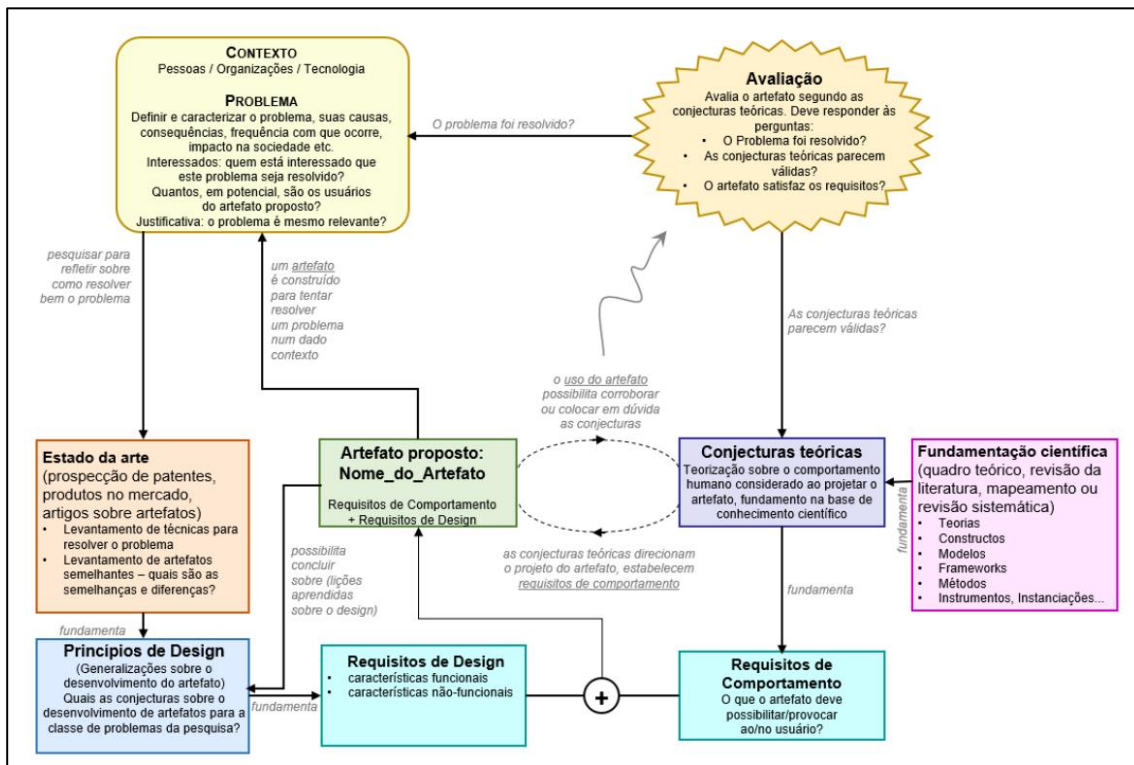 CONTEXTO
Pessoas / Organizações / Tecnologia
PROBLEMA
Definir e caracterizar o problema, suas causas,
consequências, frequência com que ocorre,
impacto na sociedade etc.
Interessados: quem está interessado que
este problema seja resolvido?
Quantos, em potencial, são os usuários
do artefato proposto?
Justificativa: o problema é mesmo relevante?
O problema foi resolvido?
Avaliação
Avalia o artefato segundo as
conjecturas teóricas. Deve responder às
perguntas:
• O Problema foi resolvido?
• As conjecturas teóricas parecem
válidas?
• O artefato satisfaz os requisitos?
pesquisar para
refletir sobre
como resolver
bem o problema
um artefato
é construído
para tentar
resolver
um problema
num dado
contexto
As conjecturas teóricas
parecem válidas?
o uso do artefato
possibilita corroborar
ou colocar em dúvida
as conjecturas
Estado da arte
(prospecção de patentes,
produtos no mercado,
artigos sobre artefatos)
• Levantamento de técnicas para
resolver o problema
• Levantamento de artefatos
semelhantes – quais são as
semelhanças e diferenças?
Artefato proposto:
Nome_do_Artefato
Requisitos de Comportamento
+ Requisitos de Design
Conjecturas teóricas
Teorização sobre o comportamento
humano considerado ao projetar o
artefato, fundamento na base de
conhecimento científico
fundamenta
Fundamentação científica
(quadro teórico, revisão da
literatura, mapeamento ou
revisão sistemática)
• Teorias
• Constructos
• Modelos
• Frameworks
• Métodos
• Instrumentos, Instanciações...
possibilita
concluir
sobre (lições
aprendidas
sobre o design)
as conjecturas teóricas direcionam
o projeto do artefato, estabelecem
requisitos de comportamento
fundamenta
fundamenta
Princípios de Design
(Generalizações sobre o
desenvolvimento do artefato)
Quais as conjecturas sobre o
desenvolvimento de artefatos para a
classe de problemas da pesquisa?
fundamenta
Requisitos de Design
• características funcionais
• características não-funcionais
+
Requisitos de
Comportamento
O que o artefato deve
possibilitar/provocar
ao/no usuário?